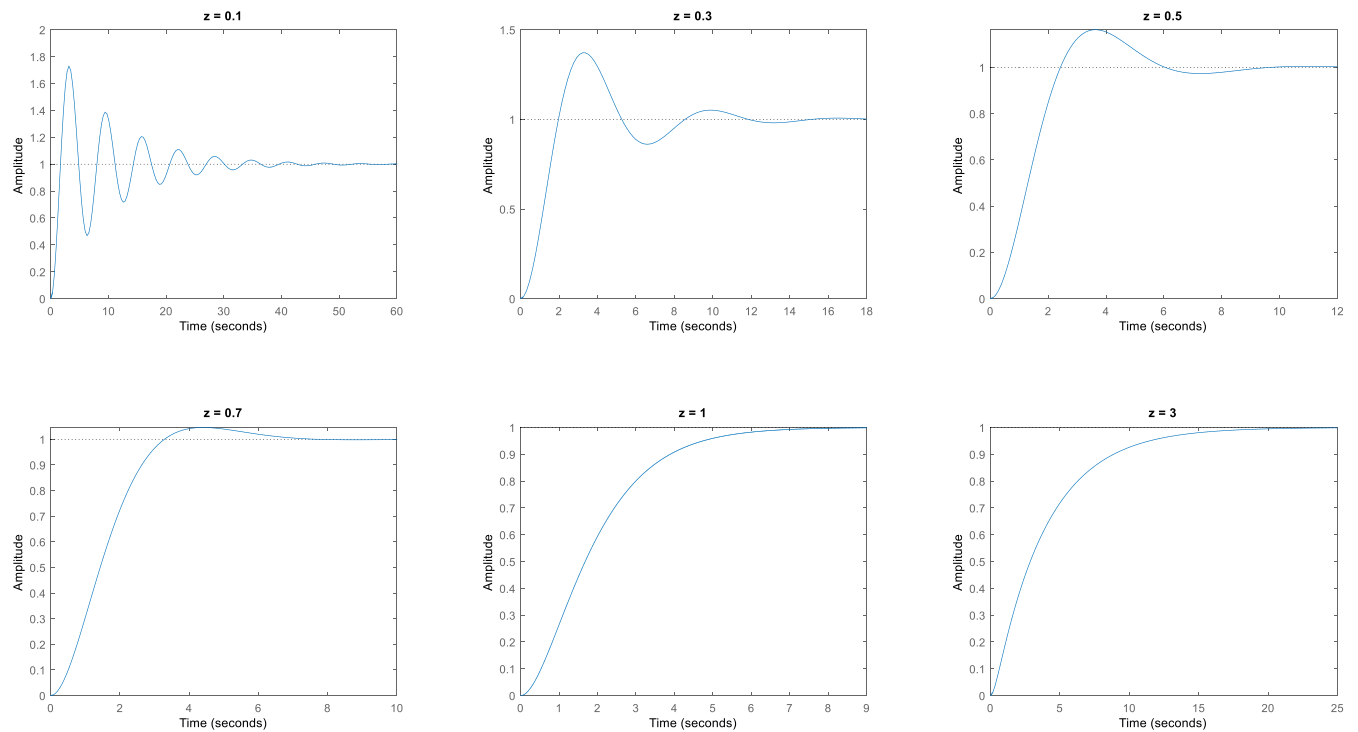 z = 0.1
2
1.8
1.6
1.4
1.2
1
0.8
0.6
0.4
0.2
0
Amplitude
0 10 20 30 40 50 60
Time (seconds)
z = 0.3
1.5
1
0.5
0
Amplitude
0 2 4 6 8 10 12 14 16 18
Time (seconds)
z = 0.5
1
0.8
0.6
0.4
0.2
0
Amplitude
0 2 4 6 8 10 12
Time (seconds)
z = 0.7
1
0.9
0.8
0.7
0.6
0.5
0.4
0.3
0.2
0.1
0
Amplitude
0 2 4 6 8 10
Time (seconds)
z = 1
1
0.9
0.8
0.7
0.6
0.5
0.4
0.3
0.2
0.1
0
Amplitude
0 1 2 3 4 5 6 7 8 9
Time (seconds)
z = 3
1
0.9
0.8
0.7
0.6
0.5
0.4
0.3
0.2
0.1
0
Amplitude
0 5 10 15 20 25
Time (seconds)